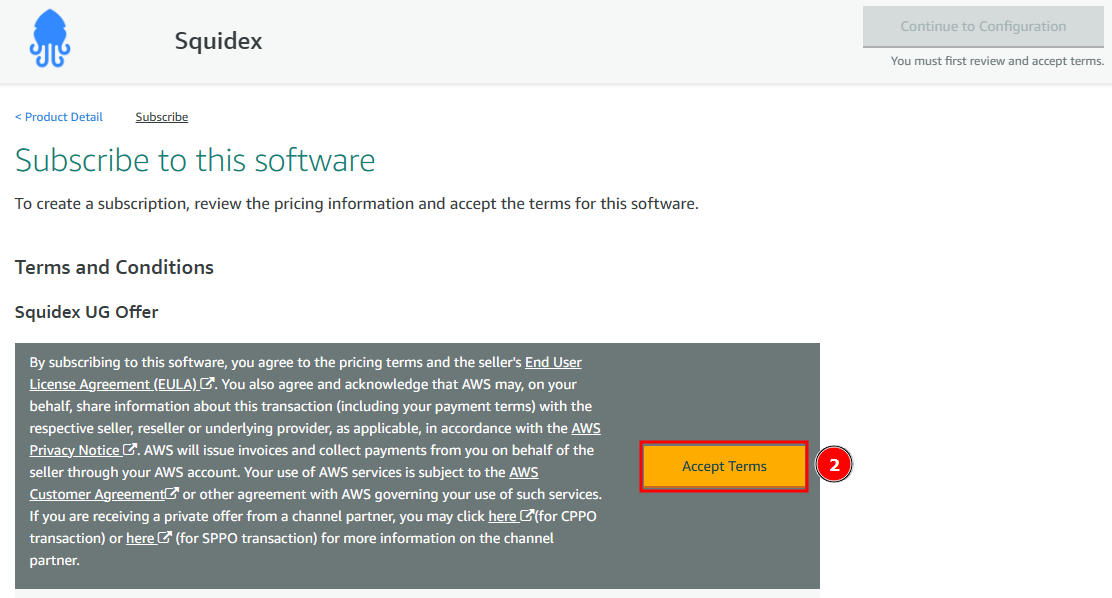 Squidex
Continue to Configuration
You must first review and accept terms.
< Product Detail
Subscribe
Subscribe to this software
To create a subscription, review the pricing information and accept the terms for this software.
Terms and Conditions
Squidex UG Offer
By subscribing to this software, you agree to the pricing terms and the seller's End User
License Agreement (EULA). You also agree and acknowledge that AWS may, on your
behalf, share information about this transaction (including your payment terms) with the
respective seller, reseller or underlying provider, as applicable, in accordance with the AWS
Privacy Notice. AWS will issue invoices and collect payments from you on behalf of the
seller through your AWS account. Your use of AWS services is subject to the AWS
Customer Agreement or other agreement with AWS governing your use of such services.
If you are receiving a private offer from a channel partner, you may click here (for CPPO
transaction) or here (for SPPO transaction) for more information on the channel
partner.
Accept Terms
2